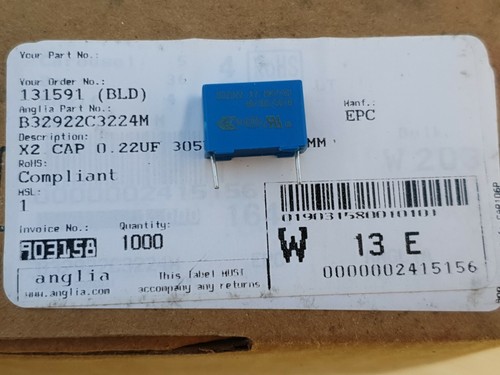 Your Part No.:
Your Order No.:
131591 (BLD)
Anglia Part No.:
B32922C3224M
Manf.:
EPC
Description:
X2 CAP 0.22UF 305 MM
RoHS:
Compliant
MSL:
1
Invoice No.:
903158
Quantity:
1000
anglia
www.anglia.com
This label MUST
accompany any returns
019031580010101
W 13 E
0000002415156